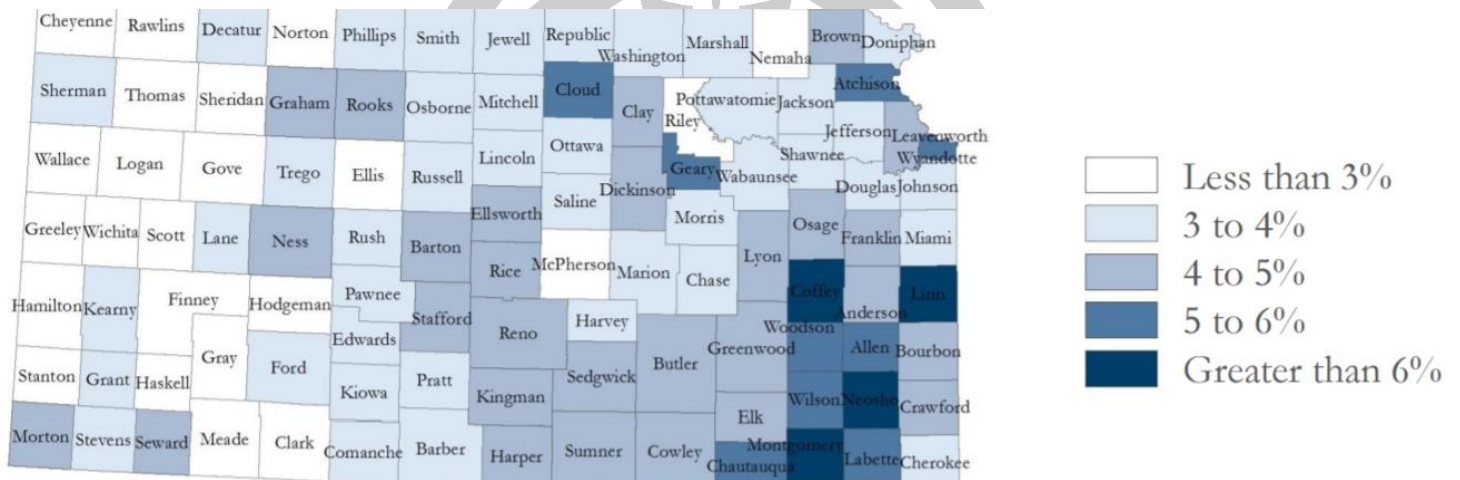 Cheyenne Rawlins Decatur Norton Phillips Smith Jewell Republic Washington Marshall Nemaha Brown Doniphan
Sherman Thomas Sheridan Graham Rooks Osborne Mitchell Cloud Clay Pottawatomie Riley Jackson Atchison
Jefferson Leavenworth
Wallace Logan Gove Trego Ellis Russell Lincoln Ottawa Geary Wabaunsee Shawnee Wyandotte
Dickinson Douglas Johnson
Greeley Wichita Scott Lane Ness Rush Barton Ellsworth Saline Morris Osage Franklin Miami
Rice McPherson Marion Chase Lyon
Hamilton Kearny Finney Hodgeman Pawnee Stafford Coffey Anderson Linn
Edwards Reno Harvey Woodson
Gray Ford Butler Greenwood Allen Bourbon
Stanton Grant Haskell Kiowa Pratt Kingman Sedgwick Wilson Neosho Crawford
Elk
Morton Stevens Seward Meade Clark Comanche Barber Harper Sumner Cowley Chautauqua Montgomery Labette Cherokee
Less than 3%
3 to 4%
4 to 5%
5 to 6%
Greater than 6%